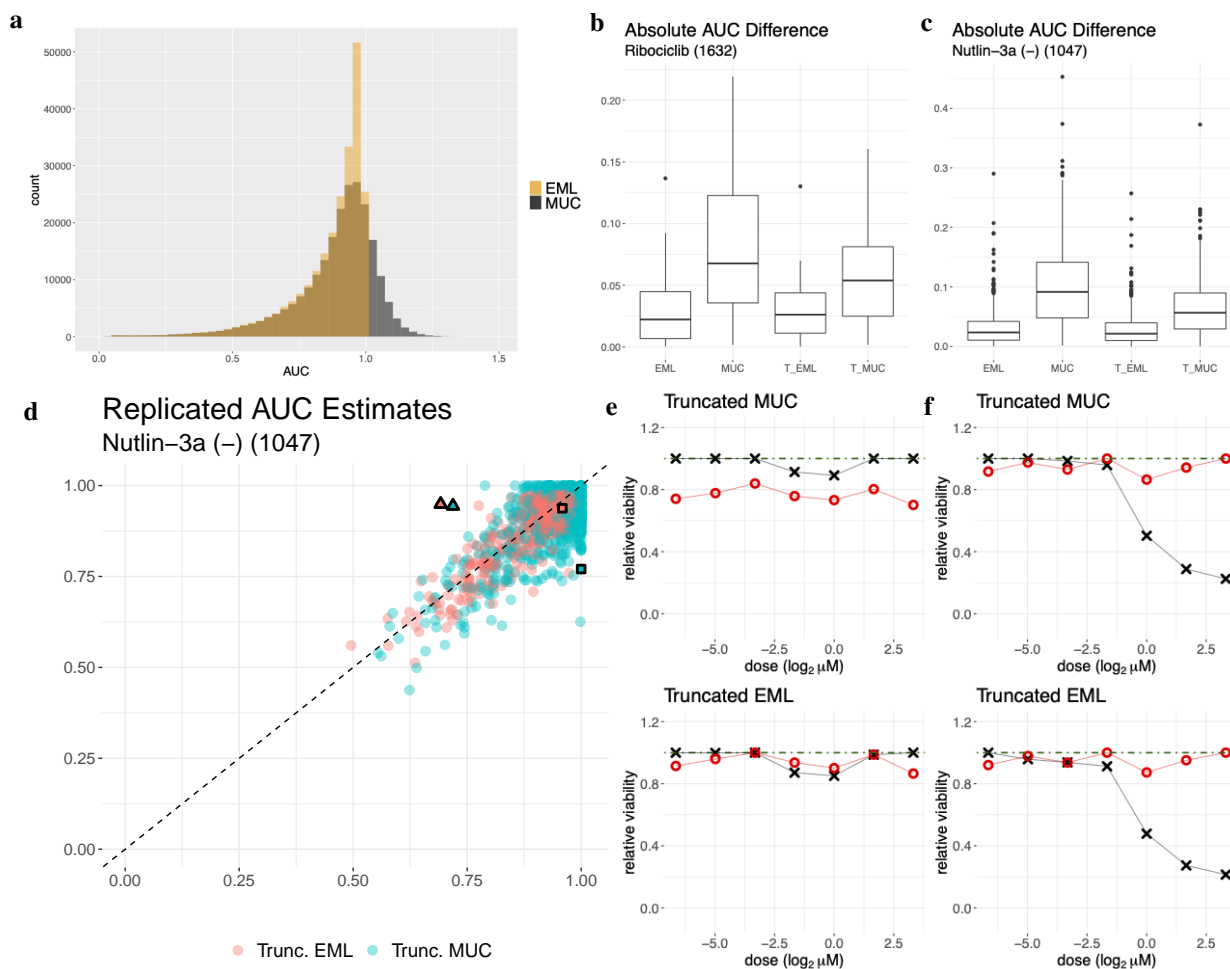 a
50000
40000
30000
20000
10000
0
count
0.0 0.5 1.0 1.5
AUC
EML
MUC
b
Absolute AUC Difference
Ribociclib (1632)
0.20
0.15
0.10
0.05
0.00
EML MUC T_EML T_MUC
c
Absolute AUC Difference
Nutlin−3a (−) (1047)
0.4
0.3
0.2
0.1
0.0
EML MUC T_EML T_MUC
d
Replicated AUC Estimates
Nutlin−3a (−) (1047)
1.00
0.75
0.50
0.25
0.00
0.00 0.25 0.50 0.75 1.00
Trunc. EML Trunc. MUC
e
Truncated MUC
1.2
0.8
0.4
0.0
relative viability
−5.0 −2.5 0.0 2.5
dose (log2 μM)
Truncated EML
1.2
0.8
0.4
0.0
relative viability
−5.0 −2.5 0.0 2.5
dose (log2 μM)
f
Truncated MUC
1.2
0.8
0.4
0.0
relative viability
−5.0 −2.5 0.0 2.5
dose (log2 μM)
Truncated EML
1.2
0.8
0.4
0.0
relative viability
−5.0 −2.5 0.0 2.5
dose (log2 μM)